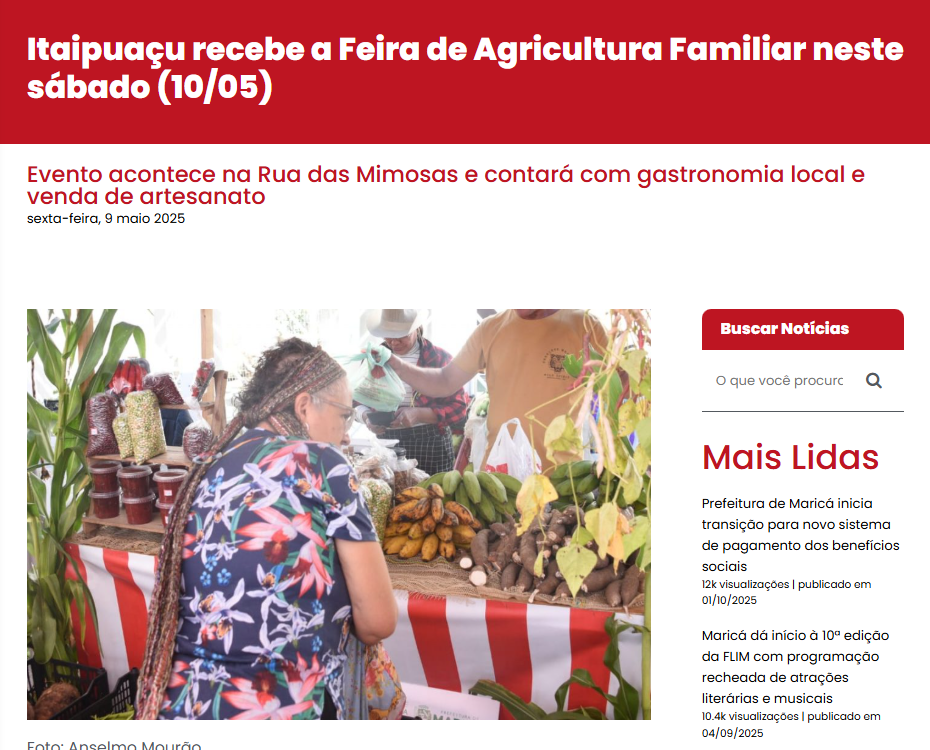 Itaipuaçu recebe a Feira de Agricultura Familiar neste
sábado (10/05)
Evento acontece na Rua das Mimosas e contará com gastronomia local e
venda de artesanato
sexta-feira, 9 maio 2025
Buscar Notícias
O que você procurc
Mais Lidas
Prefeitura de Maricá inicia
transição para novo sistema
de pagamento dos benefícios
sociais
12k visualizações | publicado em
01/10/2025
Maricá dá início à 10ª edição
da FLIM com programação
recheada de atrações
literárias e musicais
10.4k visualizações | publicado em
04/09/2025
Foto: Anselmo Mourão